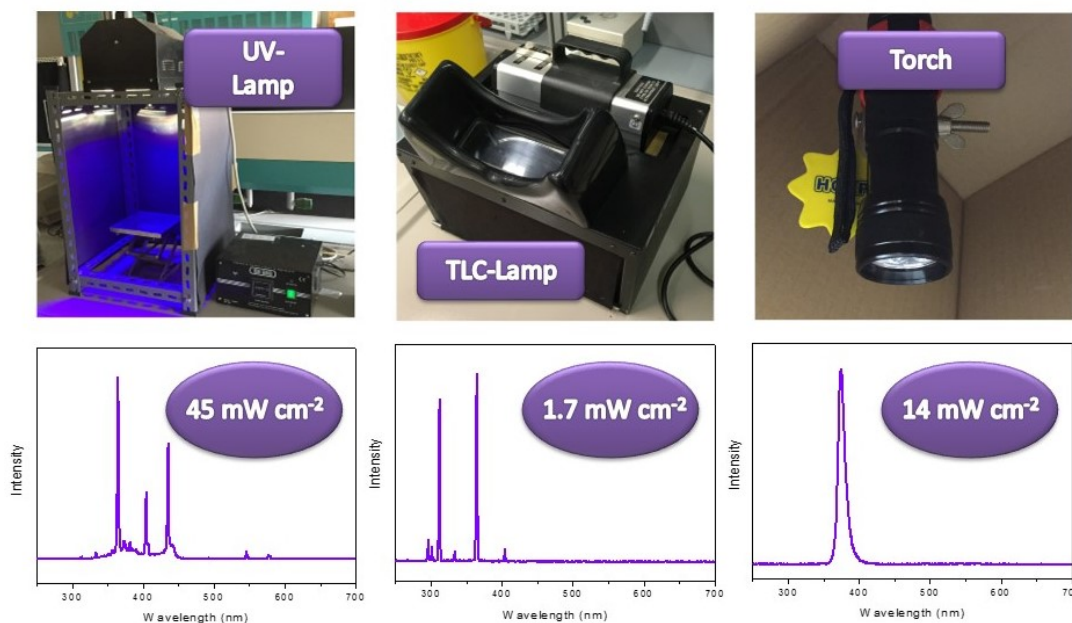 UV-
Lamp
TLC-Lamp
Torch
45 mW cm⁻²
1.7 mW cm⁻²
14 mW cm⁻²
Intensity
300 400 500 600 700
Wavelength (nm)
Intensity
300 400 500 600 700
Wavelength (nm)
Intensity
300 400 500 600 700
Wavelength (nm)